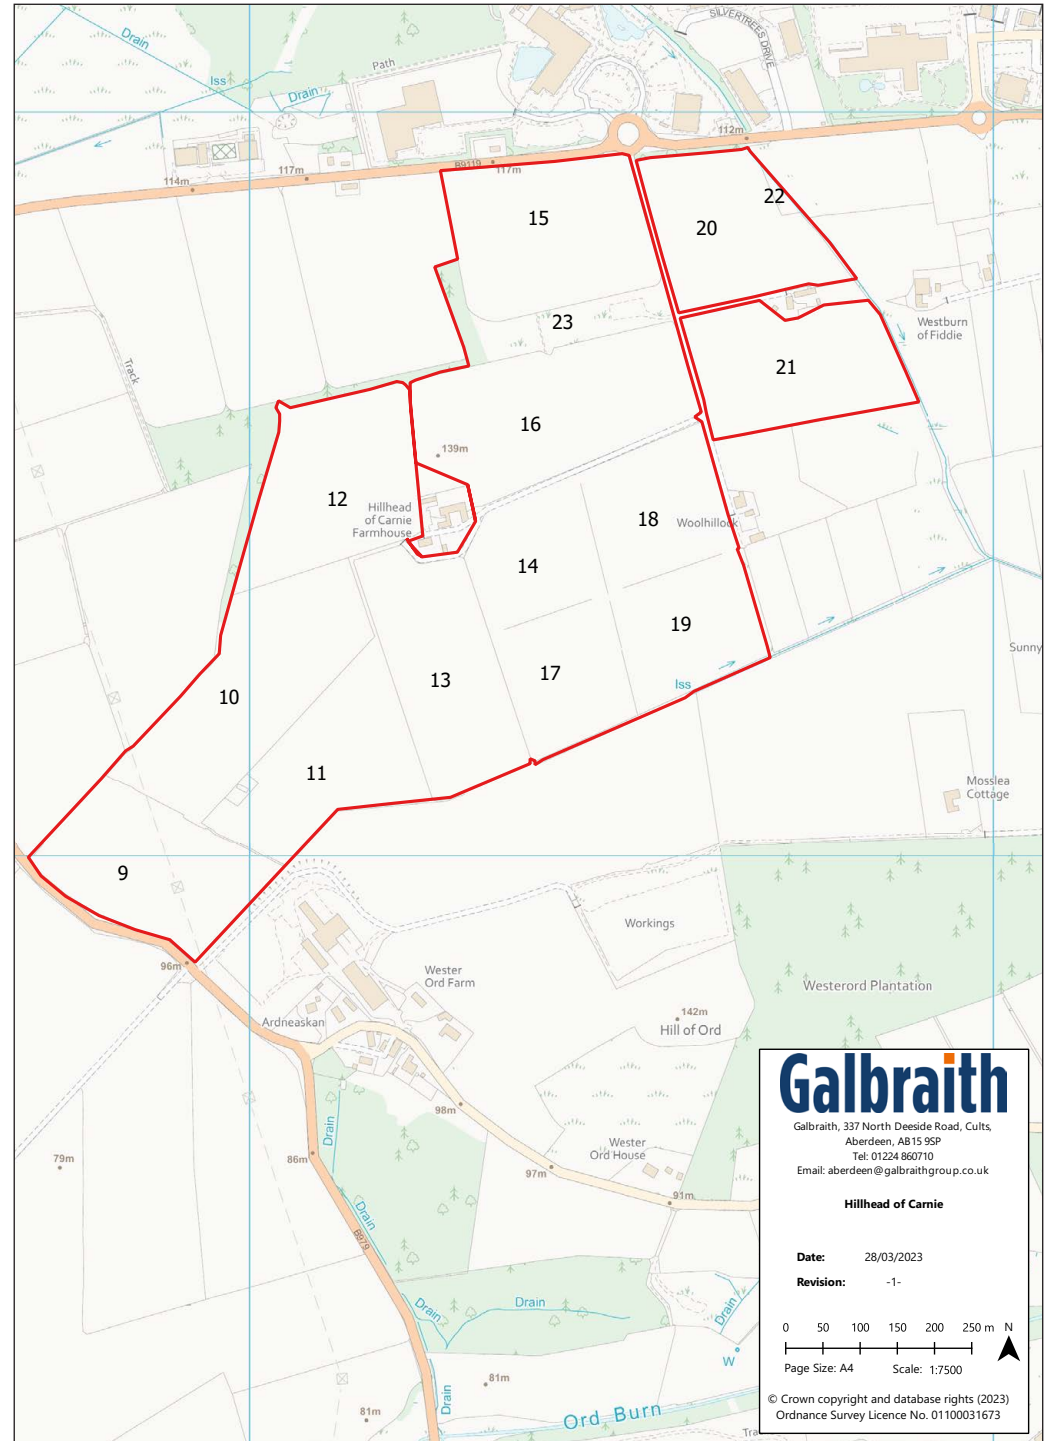 SILVERTREES DRIVE
Drain
Path
Iss
Drain
112m
B9119
117m
117m
114m
22
15
20
Westburn
of Fiddie
23
Track
21
16
139m
12
Hillhead
of Carnie
Farmhouse
18
Woolhillock
14
19
Sunny
13
17
Iss
10
11
Mosslea
Cottage
9
Workings
96m
Wester
Ord Farm
Westerord Plantation
142m
Hill of Ord
Ardneaskan
98m
Drain
Wester
Ord House
86m
79m
97m
91m
Drain
B979
Drain
Drain
Drain
W
81m
81m
Drain
Ord Burn
Tra
Galbraith
Galbraith, 337 North Deeside Road, Cults,
Aberdeen, AB15 9SP
Tel: 01224 860710
Email: aberdeen@galbraithgroup.co.uk
Hillhead of Carnie
Date: 28/03/2023
Revision: -1-
0 50 100 150 200 250 m N
Page Size: A4 Scale: 1:7500
© Crown copyright and database rights (2023)
Ordnance Survey Licence No. 01100031673